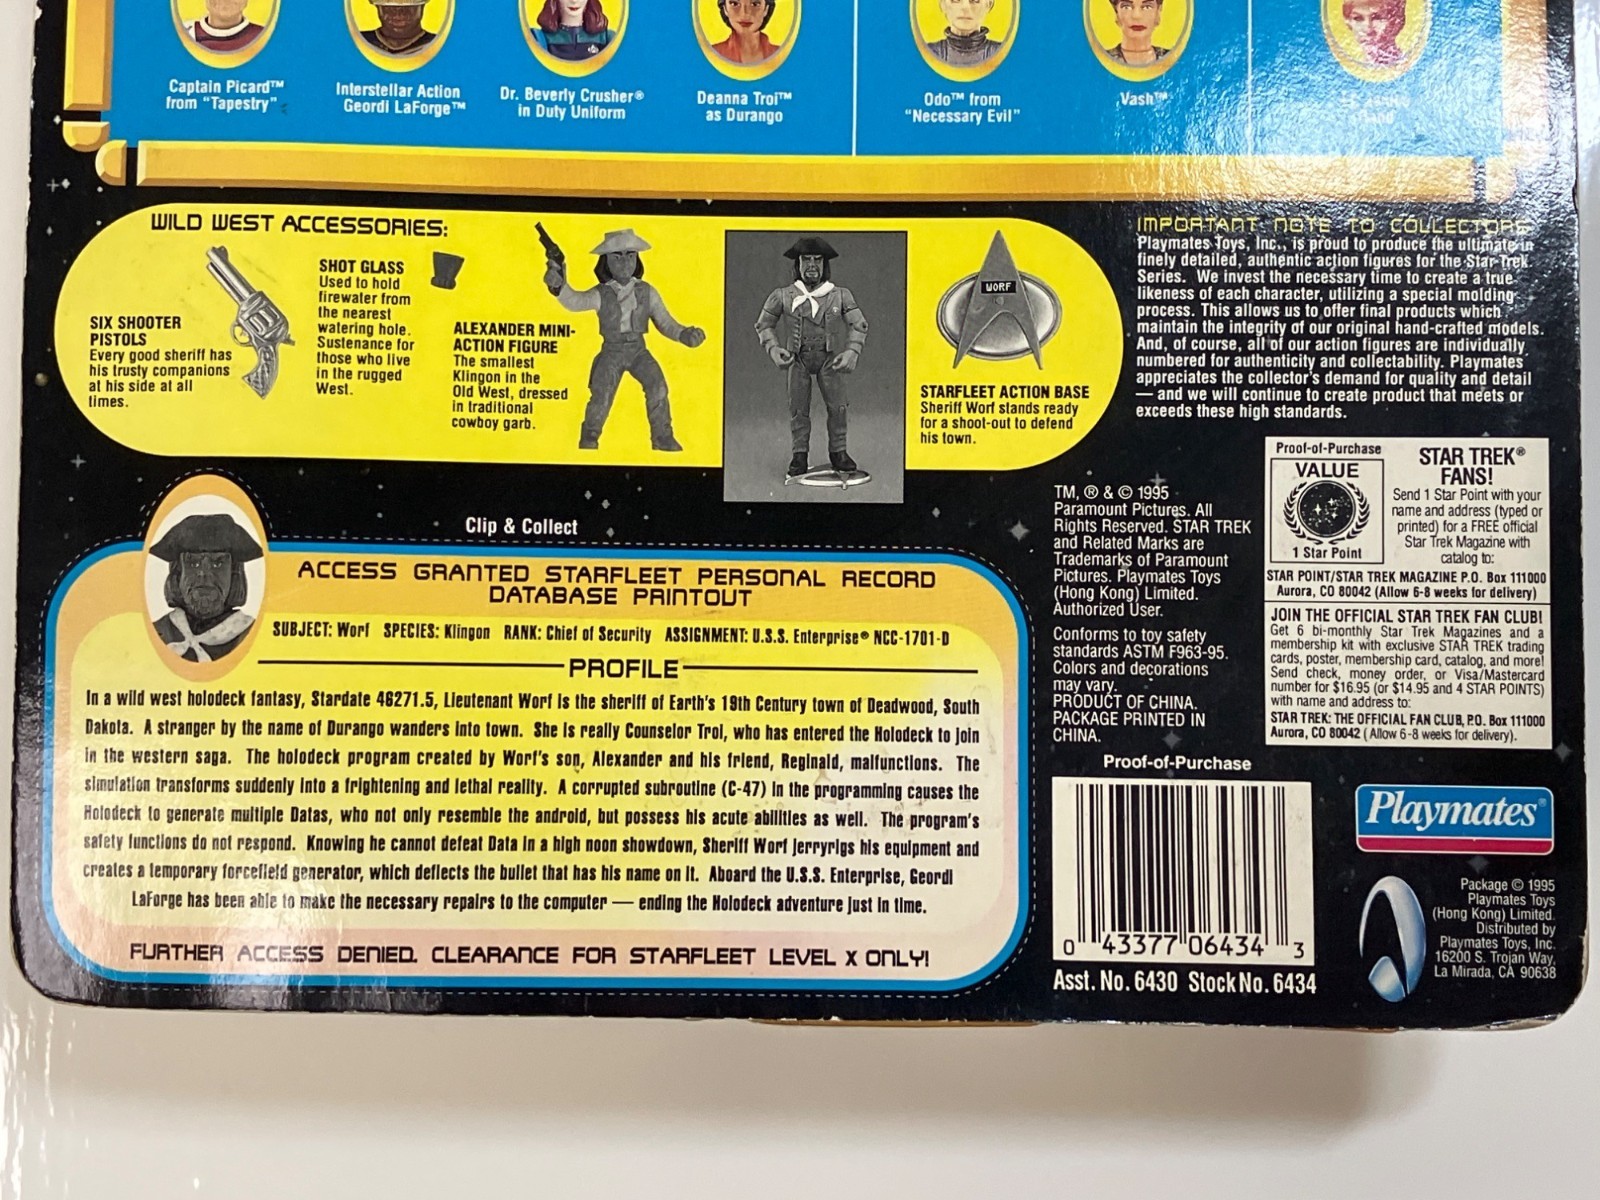 Captain Picard™
from "Tapestry"
Interstellar Action
Geordi LaForge™
Dr. Beverly Crusher®
in Duty Uniform
Deanna Troi™
as Durango
Odo™ from
"Necessary Evil"
Vash™
WILD WEST ACCESSORIES:
SIX SHOOTER
PISTOLS
Every good sheriff has
his trusty companions
at his side at all
times.
SHOT GLASS
Used to hold
firewater from
the nearest
watering hole.
Sustenance for
those who live
in the rugged
West.
ALEXANDER MINI-
ACTION FIGURE
The smallest
Klingon in the
Old West, dressed
in traditional
cowboy garb.
WORF
STARFLEET ACTION BASE
Sheriff Worf stands ready
for a shoot-out to defend
his town.
IMPORTANT NOTE TO COLLECTORS
Playmates Toys, Inc., is proud to produce the ultimate in
finely detailed, authentic action figures for the Star Trek
Series. We invest the necessary time to create a true
likeness of each character, utilizing a special molding
process. This allows us to offer final products which
maintain the integrity of our original hand-crafted models.
And, of course, all of our action figures are individually
numbered for authenticity and collectability. Playmates
appreciates the collector's demand for quality and detail
— and we will continue to create product that meets or
exceeds these high standards.
Clip & Collect
ACCESS GRANTED STARFLEET PERSONAL RECORD
DATABASE PRINTOUT
SUBJECT: Worf SPECIES: Klingon RANK: Chief of Security ASSIGNMENT: U.S.S. Enterprise® NCC-1701-D
PROFILE
In a wild west holodeck fantasy, Stardate 46271.5, Lieutenant Worf is the sheriff of Earth's 19th Century town of Deadwood, South
Dakota. A stranger by the name of Durango wanders into town. She is really Counselor Troi, who has entered the Holodeck to join
in the western saga. The holodeck program created by Worf's son, Alexander and his friend, Reginald, malfunctions. The
simulation transforms suddenly into a frightening and lethal reality. A corrupted subroutine (C-47) in the programming causes the
Holodeck to generate multiple Datas, who not only resemble the android, but possess his acute abilities as well. The program's
safety functions do not respond. Knowing he cannot defeat Data in a high noon showdown, Sheriff Worf jerryrigs his equipment and
creates a temporary forcefield generator, which deflects the bullet that has his name on it. Aboard the U.S.S. Enterprise, Geordi
LaForge has been able to make the necessary repairs to the computer — ending the Holodeck adventure just in time.
FURTHER ACCESS DENIED. CLEARANCE FOR STARFLEET LEVEL X ONLY!
TM, ® & © 1995
Paramount Pictures. All
Rights Reserved. STAR TREK
and Related Marks are
Trademarks of Paramount
Pictures. Playmates Toys
(Hong Kong) Limited.
Authorized User.
Conforms to toy safety
standards ASTM F963-95.
Colors and decorations
may vary.
PRODUCT OF CHINA.
PACKAGE PRINTED IN
CHINA.
Proof-of-Purchase
VALUE
1 Star Point
STAR TREK®
FANS!
Send 1 Star Point with your
name and address (typed or
printed) for a FREE official
Star Trek Magazine with
catalog to:
STAR POINT/STAR TREK MAGAZINE P.O. Box 111000
Aurora, CO 80042 (Allow 6-8 weeks for delivery)
JOIN THE OFFICIAL STAR TREK FAN CLUB!
Get 6 bi-monthly Star Trek Magazines and a
membership kit with exclusive STAR TREK trading
cards, poster, membership card, catalog, and more!
Send check, money order, or Visa/Mastercard
number for $16.95 (or $14.95 and 4 STAR POINTS)
with name and address to:
STAR TREK: THE OFFICIAL FAN CLUB, P.O. Box 111000
Aurora, CO 80042 (Allow 6-8 weeks for delivery).
Proof-of-Purchase
0 43377 06434 3
Asst. No. 6430 Stock No. 6434
Playmates®
Package © 1995
Playmates Toys
(Hong Kong) Limited.
Distributed by
Playmates Toys, Inc.
16200 S. Trojan Way,
La Mirada, CA 90638